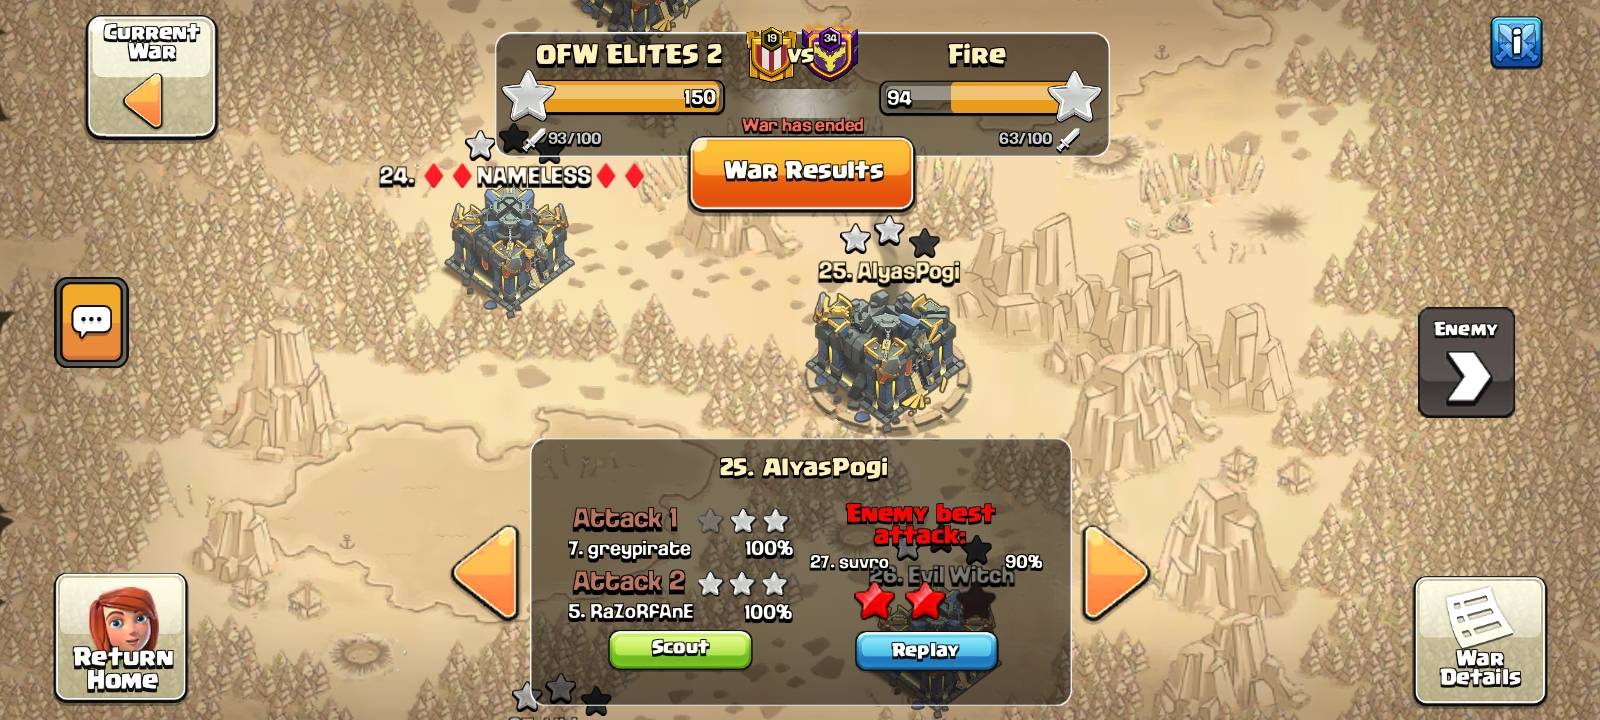 Current
War
OFW ELITES 2
19
VS
34
Fire
150
94
93/100
War has ended
63/100
War Results
24. ♦️♦️NAMELESS♦️♦️
25. AlyasPogi
Enemy
25. AlyasPogi
Attack 1
7. greypirate
100%
Attack 2
5. RaZoRfAnE
100%
Scout
Enemy best
attack:
27. suvro
90%
26. Evil Witch
Replay
Return
Home
War
Details